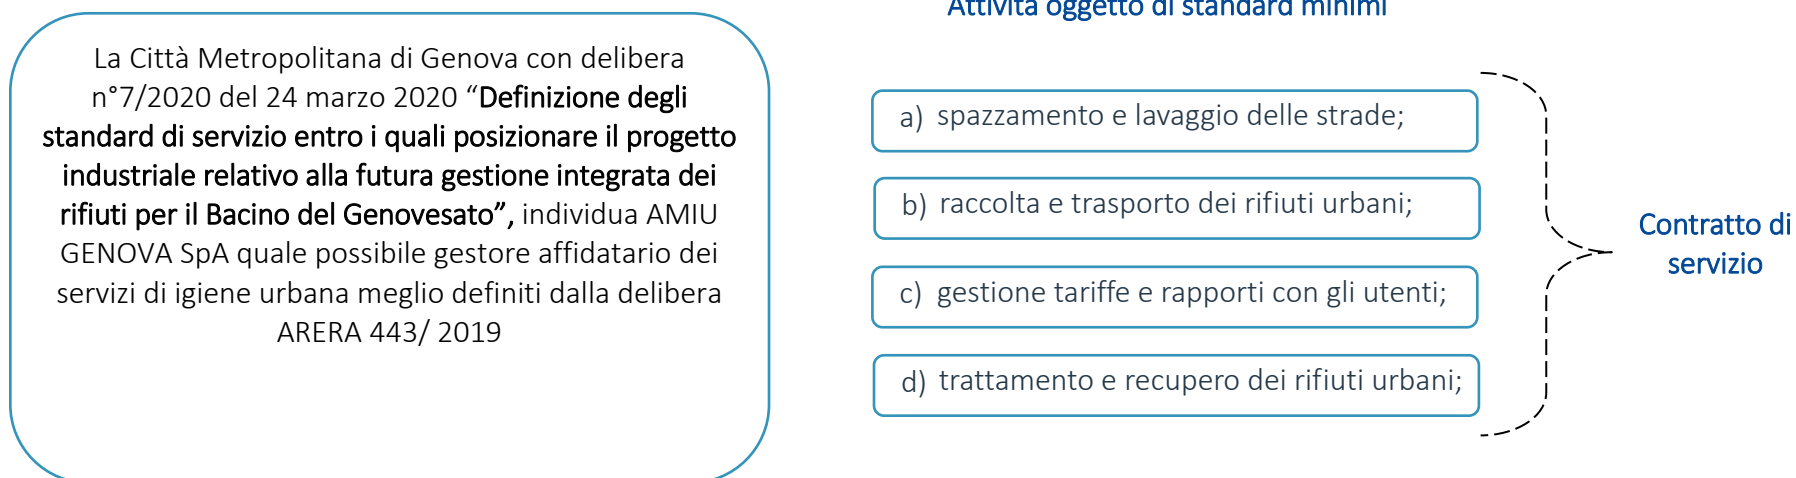 La Città Metropolitana di Genova con delibera
n°7/2020 del 24 marzo 2020 “Definizione degli
standard di servizio entro i quali posizionare il progetto
industriale relativo alla futura gestione integrata dei
rifiuti per il Bacino del Genovesato”, individua AMIU
GENOVA SpA quale possibile gestore affidatario dei
servizi di igiene urbana meglio definiti dalla delibera
ARERA 443/ 2019
Attività oggetto di standard minimi
a) spazzamento e lavaggio delle strade;
b) raccolta e trasporto dei rifiuti urbani;
c) gestione tariffe e rapporti con gli utenti;
d) trattamento e recupero dei rifiuti urbani;
Contratto di
servizio